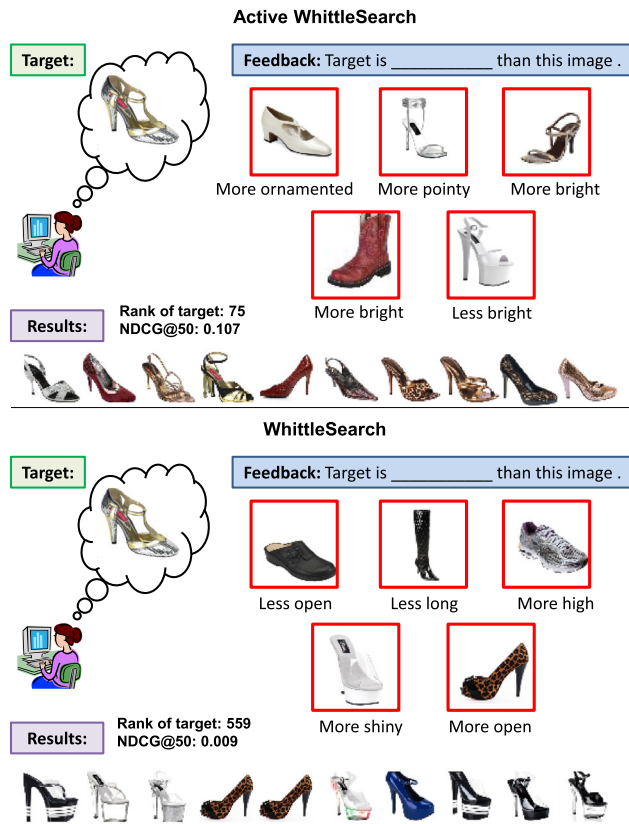 Active WhittleSearch
Target:
Feedback: Target is ____________ than this image .
More ornamented
More pointy
More bright
More bright
Less bright
Rank of target: 75
NDCG@50: 0.107
Results:
WhittleSearch
Target:
Feedback: Target is ____________ than this image .
Less open
Less long
More high
More shiny
More open
Rank of target: 559
NDCG@50: 0.009
Results: